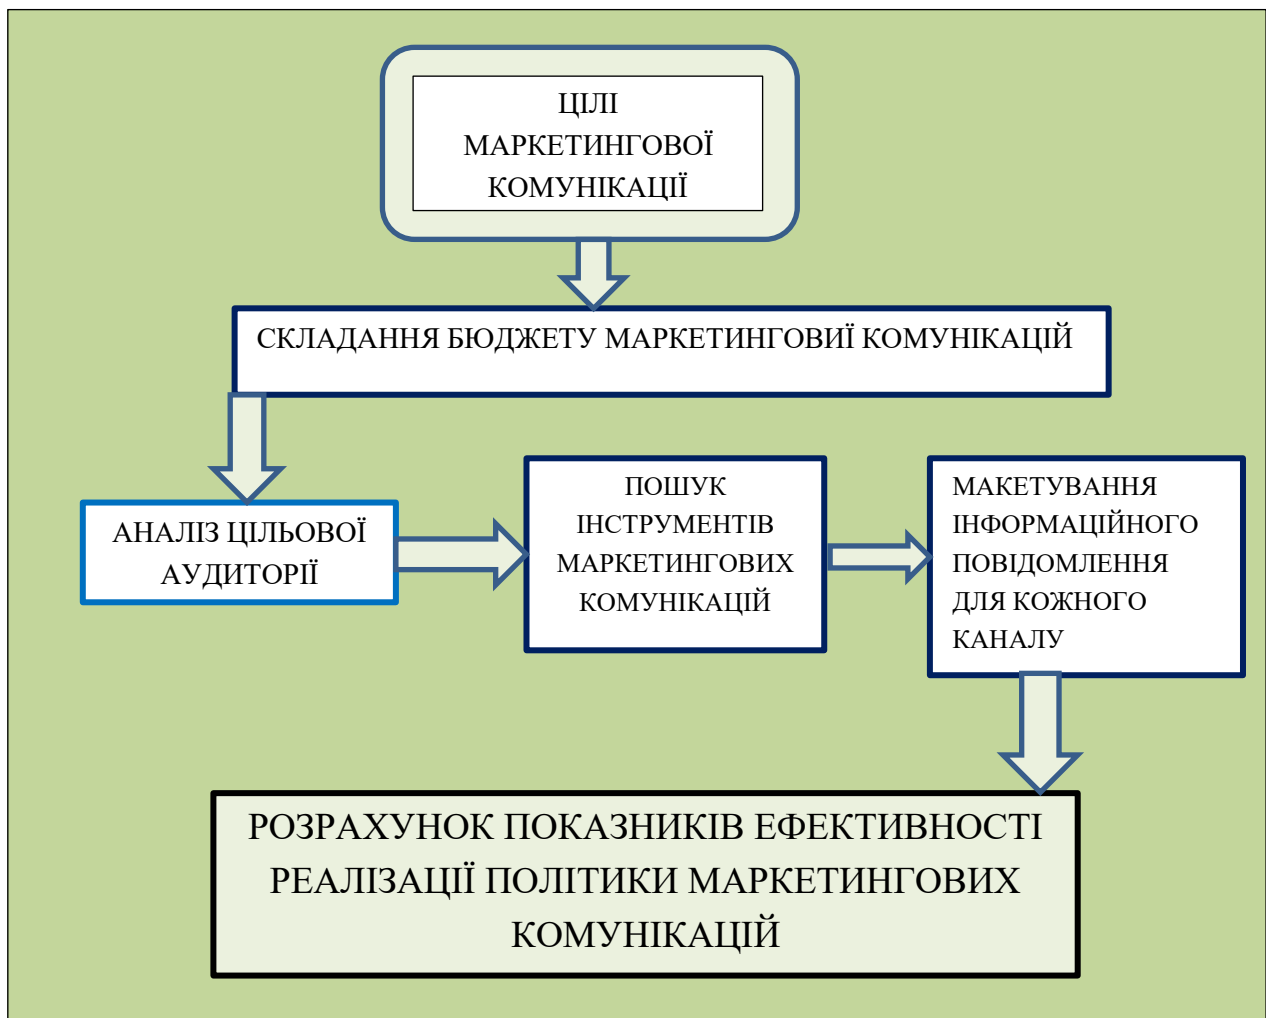 ЦІЛІ
МАРКЕТИНГОВОЇ
КОМУНІКАЦІЇ
СКЛАДАННЯ БЮДЖЕТУ МАРКЕТИНГОВИЇ КОМУНІКАЦІЙ
АНАЛІЗ ЦІЛЬОВОЇ
АУДИТОРІЇ
ПОШУК
ІНСТРУМЕНТІВ
МАРКЕТИНГОВИХ
КОМУНІКАЦІЙ
МАКЕТУВАННЯ
ІНФОРМАЦІЙНОГО
ПОВІДОМЛЕННЯ
ДЛЯ КОЖНОГО
КАНАЛУ
РОЗРАХУНОК ПОКАЗНИКІВ ЕФЕКТИВНОСТІ
РЕАЛІЗАЦІЇ ПОЛІТИКИ МАРКЕТИНГОВИХ
КОМУНІКАЦІЙ